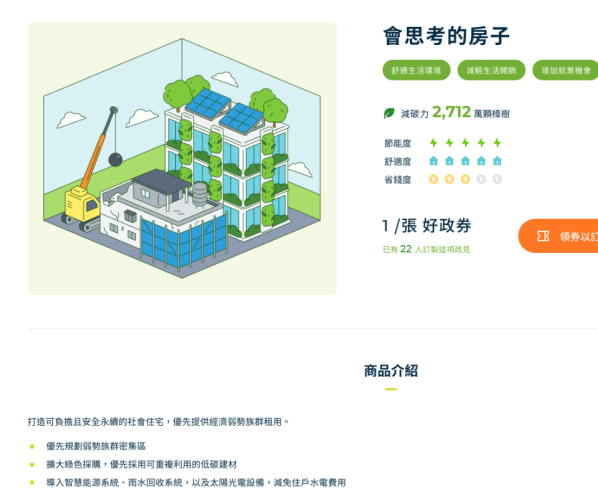 會思考的房子
舒適生活環境 減輕生活開銷 增加就業機會
減碳力 2,712 萬顆樟樹
節能度
舒適度
省錢度
1 /張 好政券
已有 22 人訂製這項政見
領券以訂
商品介紹
打造可負擔且安全永續的社會住宅，優先提供經濟弱勢族群租用。
優先規劃弱勢族群密集區
擴大綠色採購，優先採用可重複利用的低碳建材
導入智慧能源系統、雨水回收系統，以及太陽光電設備，減免住戶水電費用